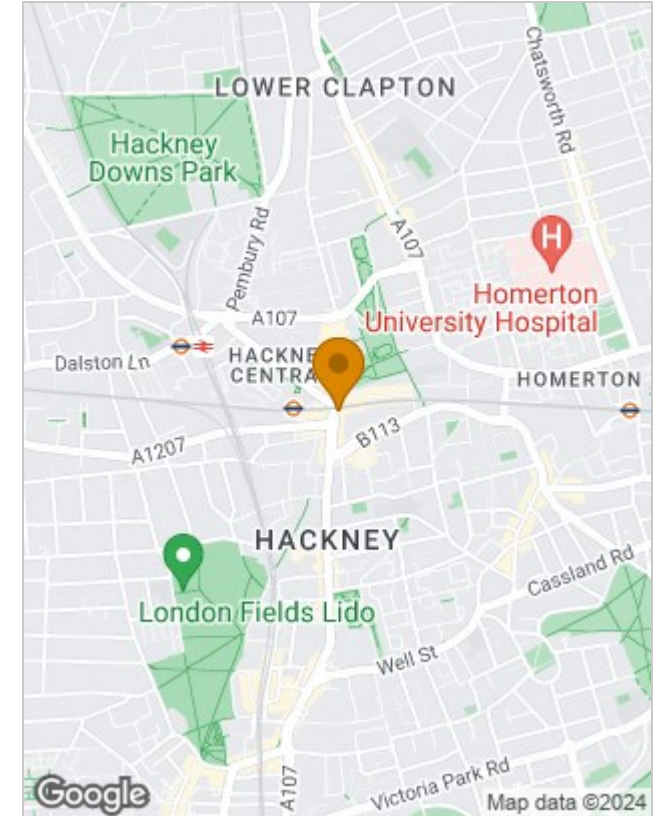 LOWER CLAPTON
Chatsworth Rd
Hackney
Downs Park
A107
H
Pembury Rd
Homerton
University Hospital
A107
Dalston Ln
HACKNE
CENTRA
HOMERTON
A1207
B113
HACKNEY
Cassland Rd
London Fields Lido
Well St
A107
Victoria Park Rd
Google
Map data ©2024